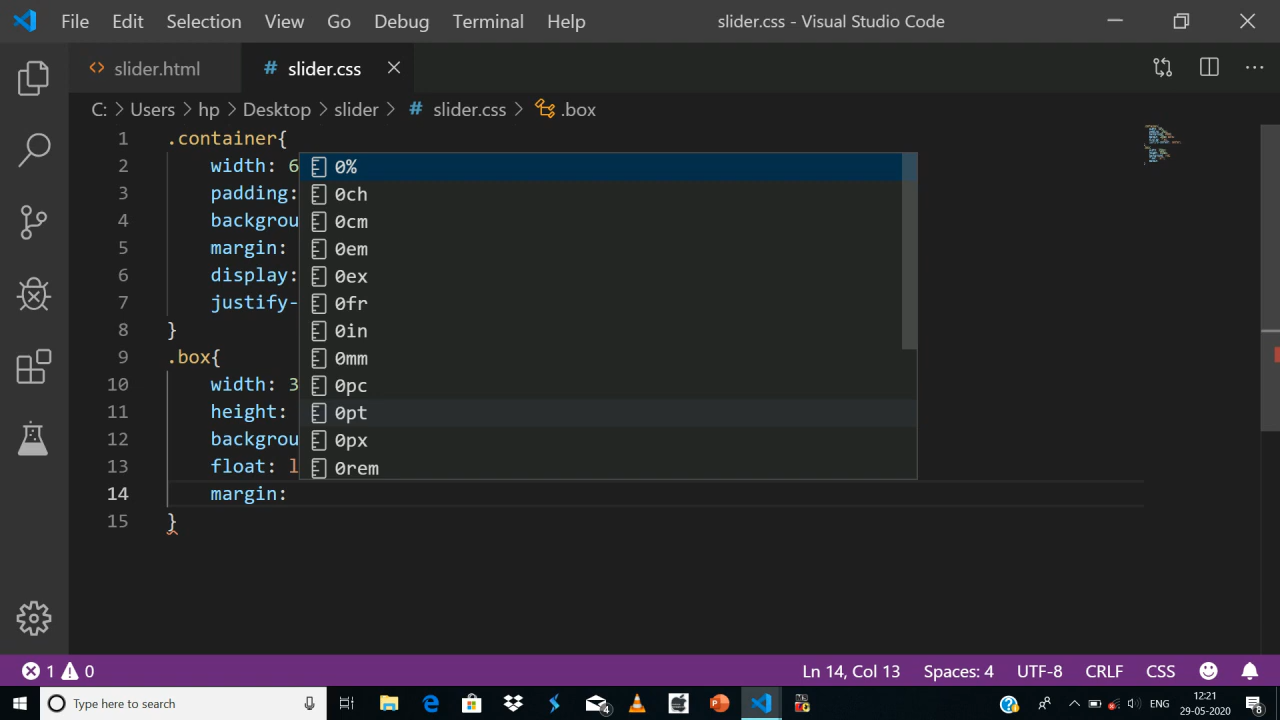 File Edit Selection View Go Debug Terminal Help slider.css - Visual Studio Code
<> slider.html # slider.css
C: > Users > hp > Desktop > slider > # slider.css > .box
1 .container{
2 width: 6
3 padding:
4 backgrou
5 margin:
6 display:
7 justify-
8 }
9 .box{
10 width: 3
11 height:
12 backgrou
13 float: l
14 margin:
15 }
0%
0ch
0cm
0em
0ex
0fr
0in
0mm
0pc
0pt
0px
0rem
1 0 Ln 14, Col 13 Spaces: 4 UTF-8 CRLF CSS
Type here to search 4 ENG 12:21
29-05-2020 8